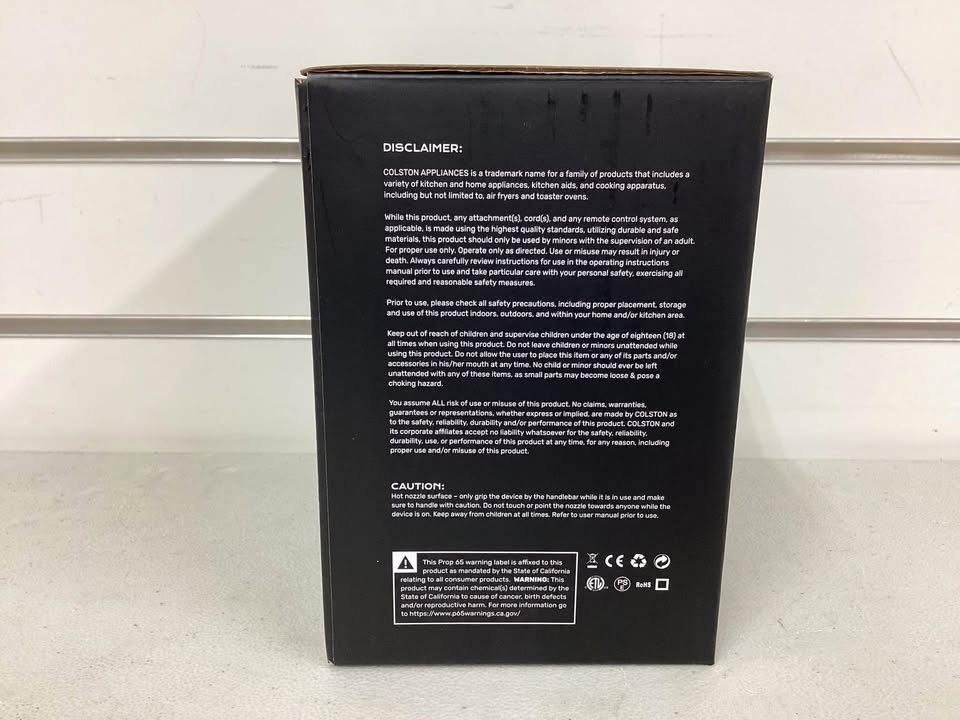 DISCLAIMER:
COLSTON APPLIANCES is a trademark name for a family of products that includes a
variety of kitchen and home appliances, kitchen aids, and cooking apparatus,
including but not limited to, air fryers and toaster ovens.
While this product, any attachment(s), cord(s), and any remote control system, as
applicable, is made using the highest quality standards, utilizing durable and safe
materials, this product should only be used by minors with the supervision of an adult.
For proper use only. Operate only as directed. Use or misuse may result in injury or
death. Always carefully review instructions for use in the operating instructions
manual prior to use and take particular care with your personal safety, exercising all
required and reasonable safety measures.
Prior to use, please check all safety precautions, including proper placement, storage
and use of this product indoors, outdoors, and within your home and/or kitchen area.
Keep out of reach of children and supervise children under the age of eighteen (18) at
all times when using this product. Do not leave children or minors unattended while
using this product. Do not allow the user to place this item or any of its parts and/or
accessories in his/her mouth at any time. No child or minor should ever be left
unattended with any of these items, as small parts may become loose & pose a
choking hazard.
You assume ALL risk of use or misuse of this product. No claims, warranties,
guarantees or representations, whether express or implied, are made by COLSTON as
to the safety, reliability, durability and/or performance of this product. COLSTON and
its corporate affiliates accept no liability whatsoever for the safety, reliability,
durability, use, or performance of this product at any time, for any reason, including
proper use and/or misuse of this product.
CAUTION:
Hot nozzle surface – only grip the device by the handlebar while it is in use and make
sure to handle with caution. Do not touch or point the nozzle towards anyone while the
device is on. Keep away from children at all times. Refer to user manual prior to use.
This Prop 65 warning label is affixed to this
product as mandated by the State of California
relating to all consumer products. WARNING: This
product may contain chemical(s) determined by the
State of California to cause of cancer, birth defects
and/or reproductive harm. For more information go
to https://www.p65warnings.ca.gov/
CE
ETL PS E RoHS